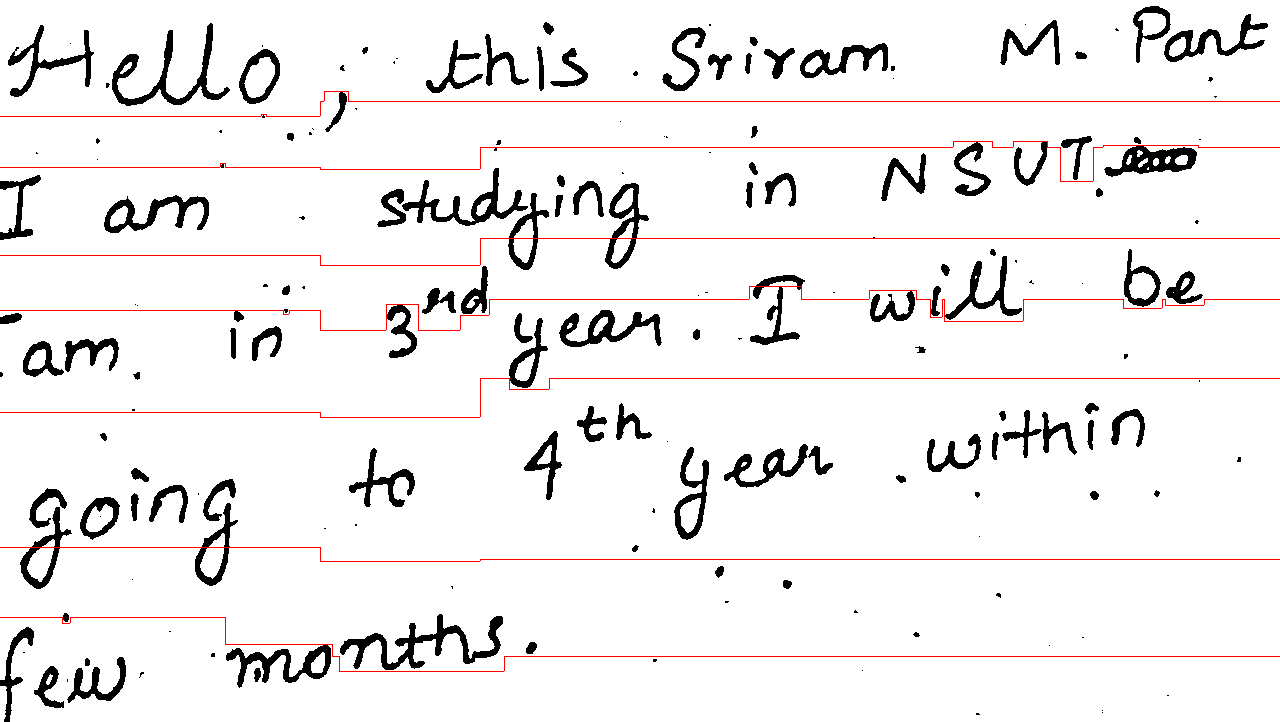 Hello, this Sriram M. Pant
I am studying in NSUT.
I am in 3rd year. I will be
going to 4th year within
few months.